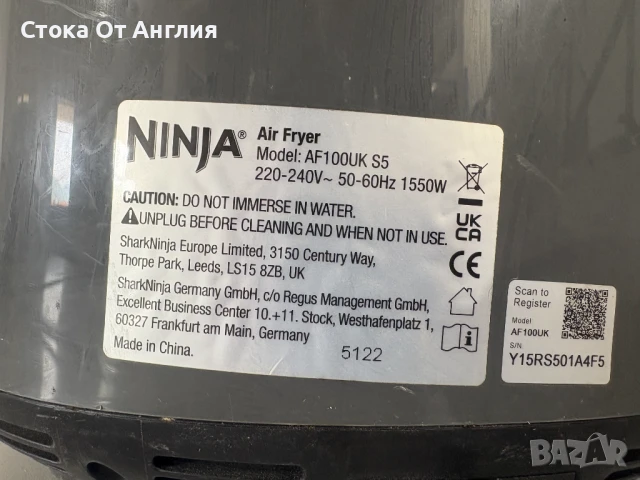 Стока От Англия
NINJA® Air Fryer
Model: AF100UK S5
220-240V~ 50-60Hz 1550W
CAUTION: DO NOT IMMERSE IN WATER.
UNPLUG BEFORE CLEANING AND WHEN NOT IN USE.
SharkNinja Europe Limited, 3150 Century Way,
Thorpe Park, Leeds, LS15 8ZB, UK
SharkNinja Germany GmbH, c/o Regus Management GmbH,
Excellent Business Center 10.+11. Stock, Westhafenplatz 1,
60327 Frankfurt am Main, Germany
Made in China.
5122
UK
CA
CE
Scan to
Register
Model
AF100UK
S/N
Y15RS501A4F5
BAZAR